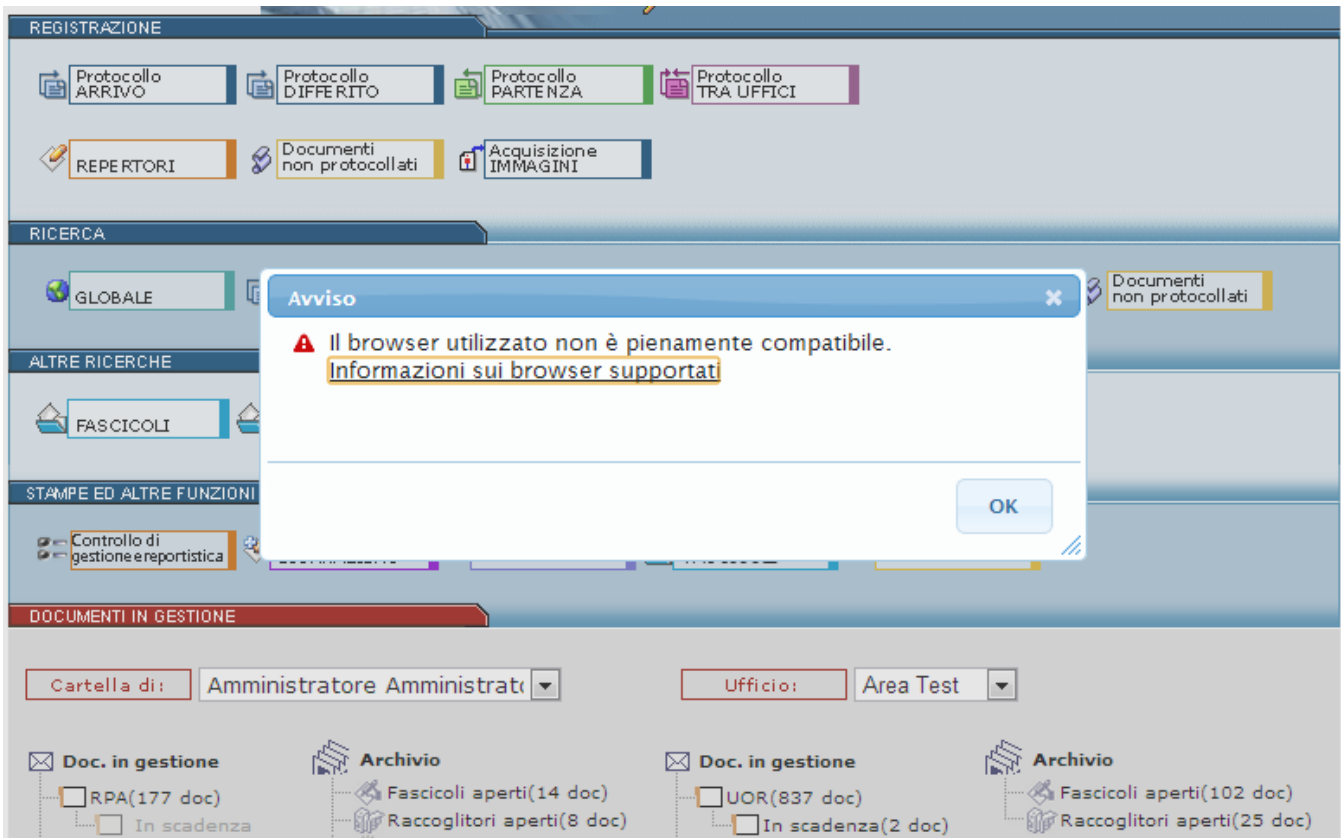 REGISTRAZIONE
Protocollo
ARRIVO
Protocollo
DIFFERITO
Protocollo
PARTENZA
Protocollo
TRA UFFICI
REPERTORI
Documenti
non protocollati
Acquisizione
IMMAGINI
RICERCA
GLOBALE
Documenti
non protocollati
Avviso
Il browser utilizzato non è pienamente compatibile.
Informazioni sui browser supportati
OK
ALTRE RICERCHE
FASCICOLI
STAMPE ED ALTRE FUNZIONI
Controllo di
gestione e reportistica
DOCUMENTI IN GESTIONE
Cartella di: Amministratore Amministrato
Ufficio: Area Test
Doc. in gestione
RPA(177 doc)
In scadenza
Archivio
Fascicoli aperti(14 doc)
Raccoglitori aperti(8 doc)
Doc. in gestione
UOR(837 doc)
In scadenza(2 doc)
Archivio
Fascicoli aperti(102 doc)
Raccoglitori aperti(25 doc)